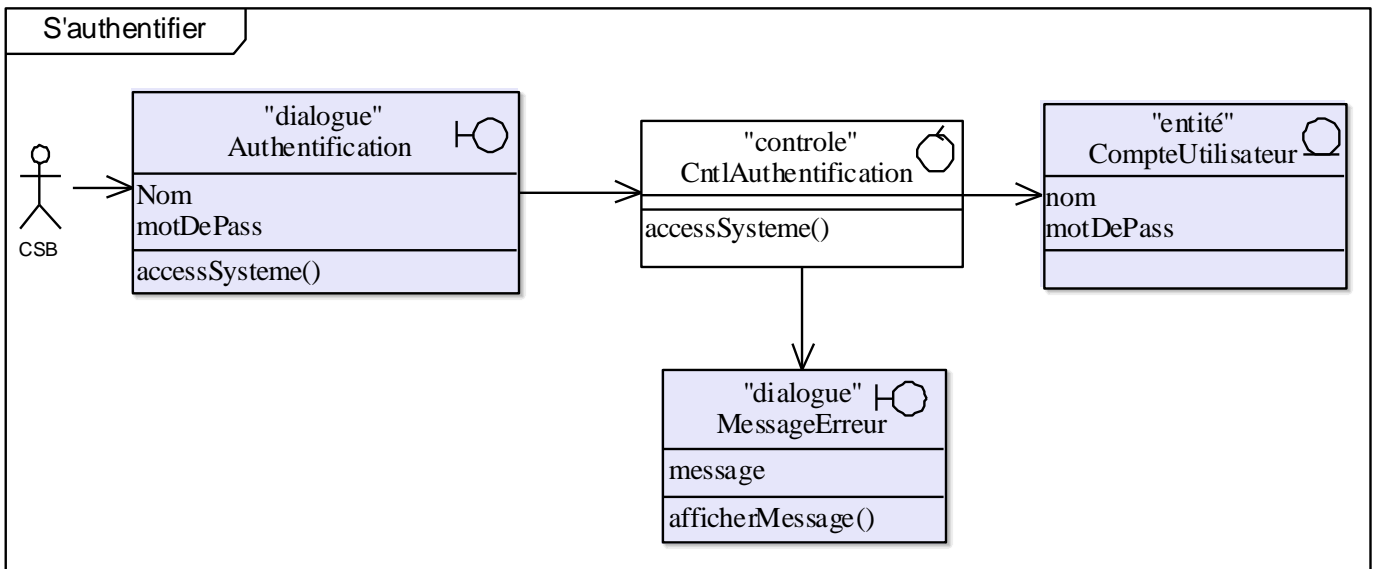 S'authentifier
"dialogue"
Authentification
Nom
motDePass
accessSysteme()
CSB
"controle"
CntlAuthentification
accessSysteme()
"entité"
CompteUtilisateur
nom
motDePass
"dialogue"
MessageErreur
message
afficherMessage()